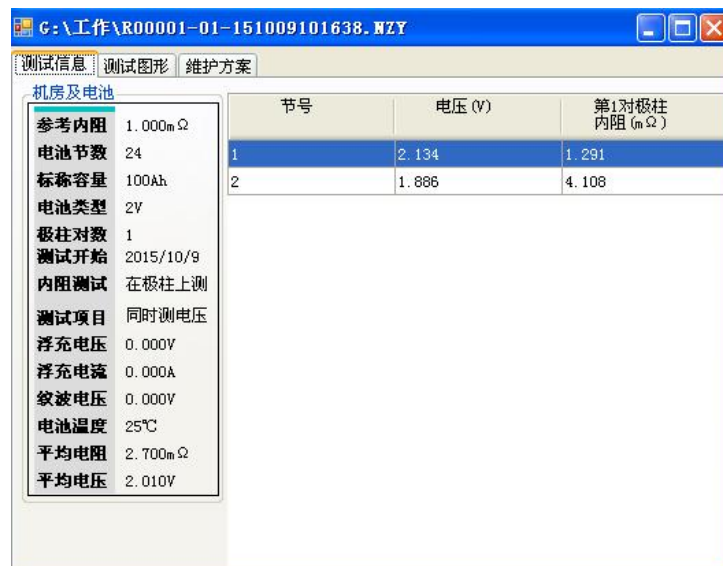 G:\工作\R00001-01-151009101638.NZY
测试信息 测试图形 维护方案
机房及电池
参考内阻 1.000mΩ
电池节数 24
标称容量 100Ah
电池类型 2V
极柱对数 1
测试开始 2015/10/9
内阻测试 在极柱上测
测试项目 同时测电压
浮充电压 0.000V
浮充电流 0.000A
纹波电压 0.000V
电池温度 25℃
平均电阻 2.700mΩ
平均电压 2.010V
节号 电压(V) 第1对极柱
内阻(mΩ)
1 2.134 1.291
2 1.886 4.108